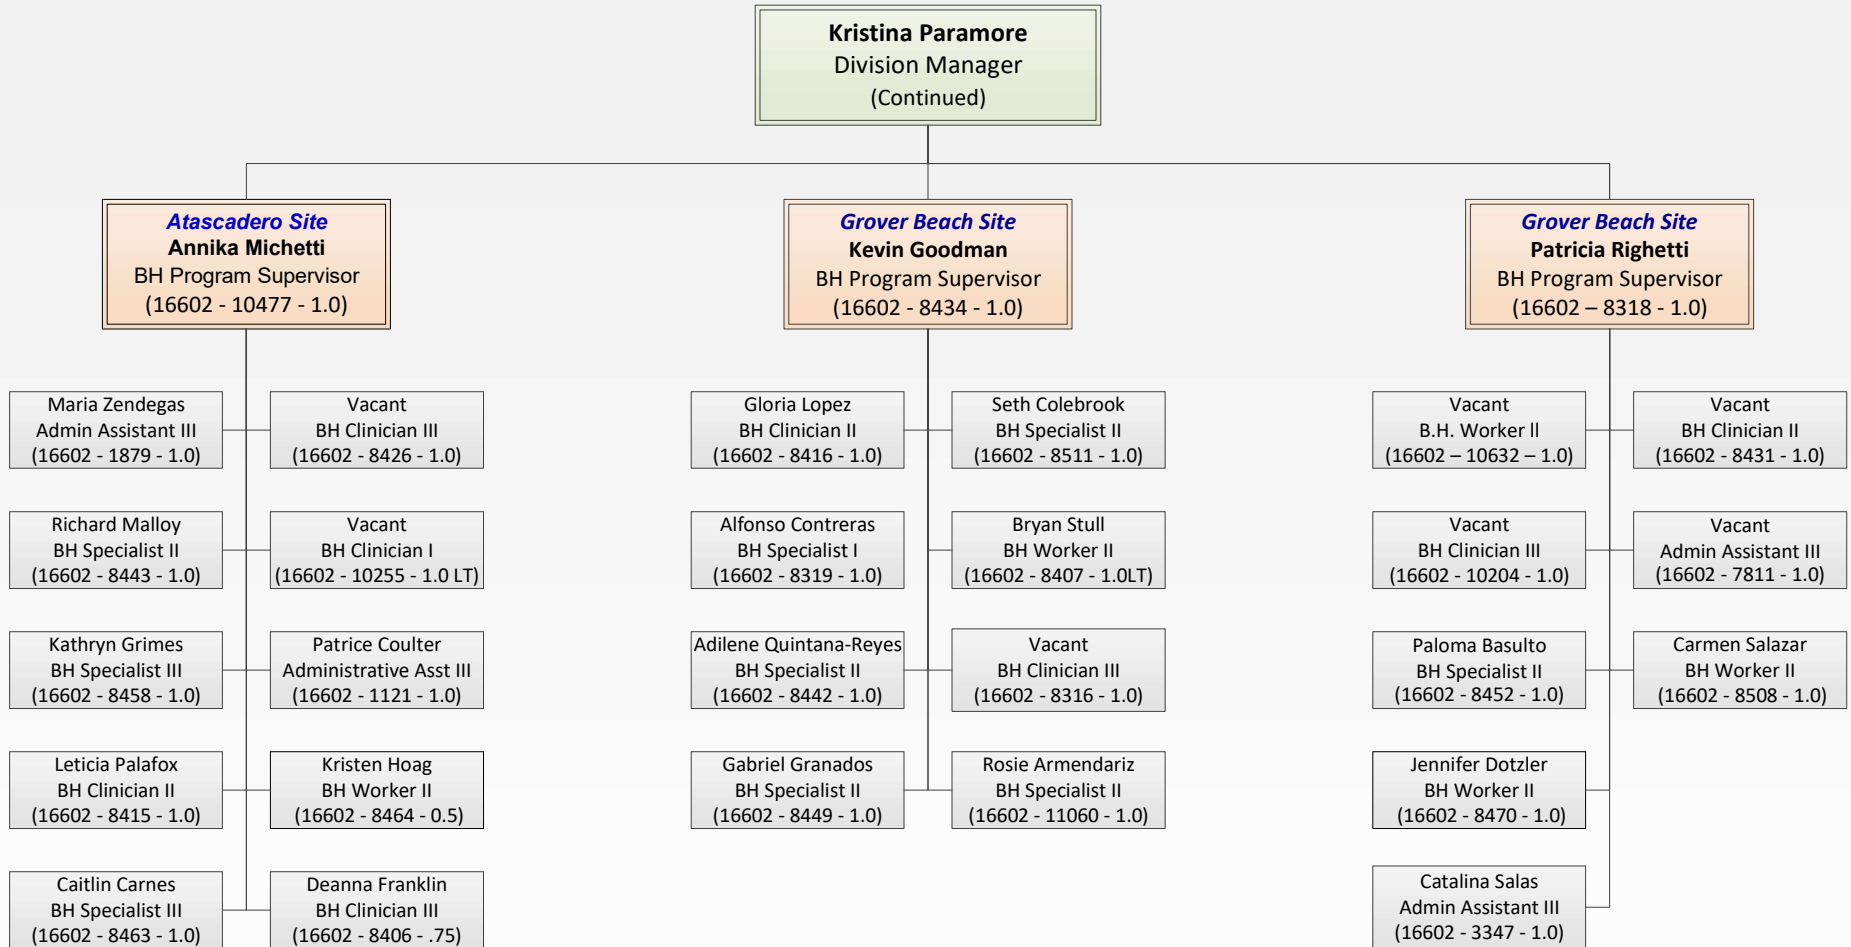 Kristina Paramore
Division Manager
(Continued)
Atascadero Site
Annika Michetti
BH Program Supervisor
(16602 - 10477 - 1.0)
Maria Zendegas
Admin Assistant III
(16602 - 1879 - 1.0)
Vacant
BH Clinician III
(16602 - 8426 - 1.0)
Richard Malloy
BH Specialist II
(16602 - 8443 - 1.0)
Vacant
BH Clinician I
(16602 - 10255 - 1.0 LT)
Kathryn Grimes
BH Specialist III
(16602 - 8458 - 1.0)
Patrice Coulter
Administrative Asst III
(16602 - 1121 - 1.0)
Leticia Palafox
BH Clinician II
(16602 - 8415 - 1.0)
Kristen Hoag
BH Worker II
(16602 - 8464 - 0.5)
Caitlin Carnes
BH Specialist III
(16602 - 8463 - 1.0)
Deanna Franklin
BH Clinician III
(16602 - 8406 - .75)
Grover Beach Site
Kevin Goodman
BH Program Supervisor
(16602 - 8434 - 1.0)
Gloria Lopez
BH Clinician II
(16602 - 8416 - 1.0)
Seth Colebrook
BH Specialist II
(16602 - 8511 - 1.0)
Alfonso Contreras
BH Specialist I
(16602 - 8319 - 1.0)
Bryan Stull
BH Worker II
(16602 - 8407 - 1.0LT)
Adilene Quintana-Reyes
BH Specialist II
(16602 - 8442 - 1.0)
Vacant
BH Clinician III
(16602 - 8316 - 1.0)
Gabriel Granados
BH Specialist II
(16602 - 8449 - 1.0)
Rosie Armendariz
BH Specialist II
(16602 - 11060 - 1.0)
Grover Beach Site
Patricia Righetti
BH Program Supervisor
(16602 – 8318 - 1.0)
Vacant
B.H. Worker ll
(16602 – 10632 – 1.0)
Vacant
BH Clinician II
(16602 - 8431 - 1.0)
Vacant
BH Clinician III
(16602 - 10204 - 1.0)
Vacant
Admin Assistant III
(16602 - 7811 - 1.0)
Paloma Basulto
BH Specialist II
(16602 - 8452 - 1.0)
Carmen Salazar
BH Worker II
(16602 - 8508 - 1.0)
Jennifer Dotzler
BH Worker II
(16602 - 8470 - 1.0)
Catalina Salas
Admin Assistant III
(16602 - 3347 - 1.0)